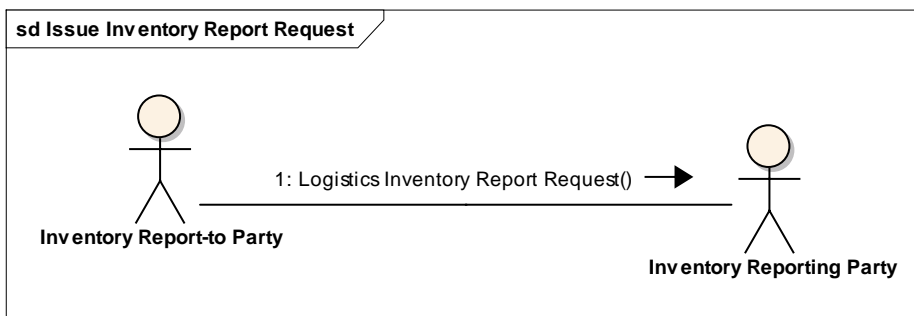 sd Issue Inventory Report Request
1: Logistics Inventory Report Request()
Inventory Report-to Party
Inventory Reporting Party